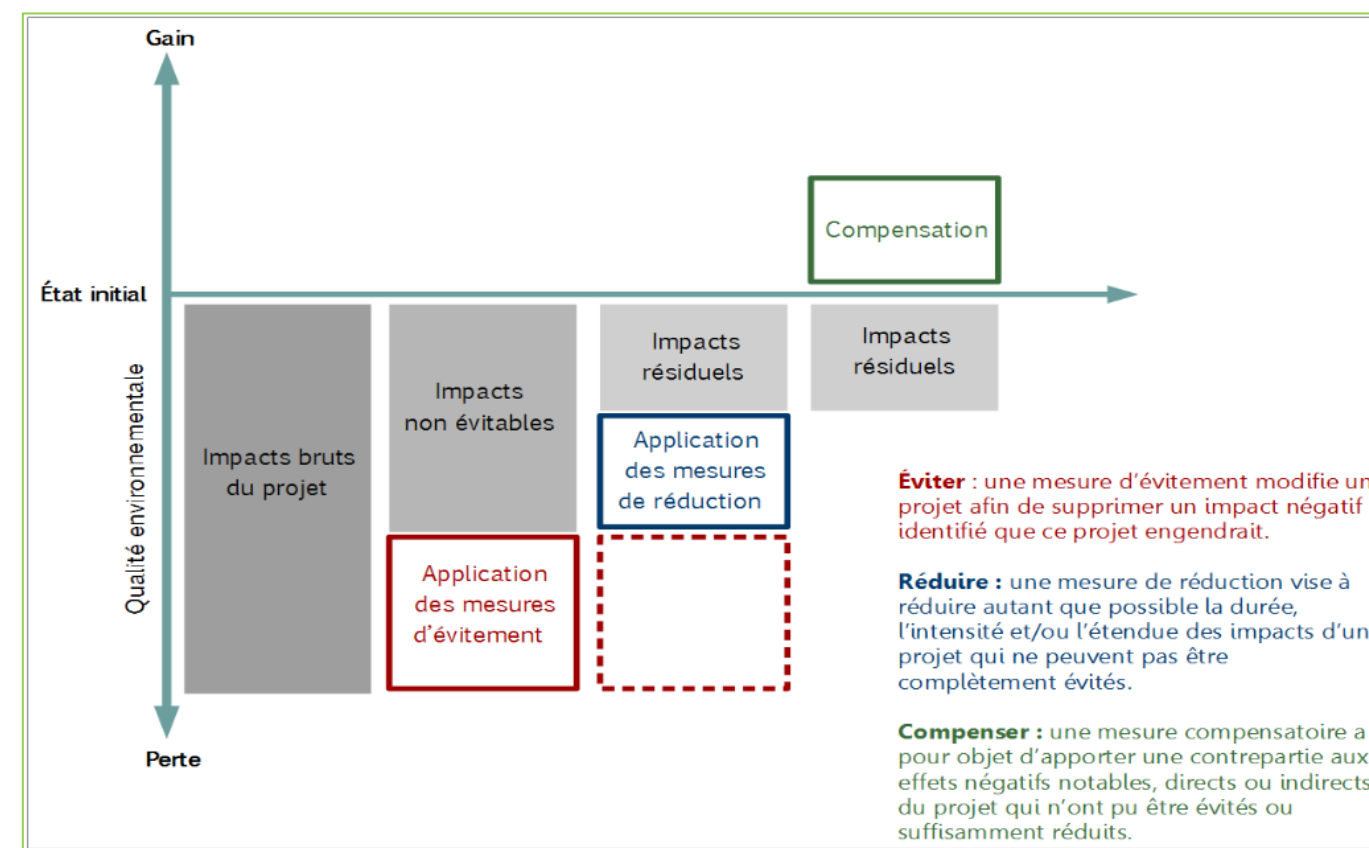 Gain
Compensation
État initial
Qualité environnementale
Impacts bruts
du projet
Impacts
non évitables
Application
des mesures
d’évitement
Impacts
résiduels
Application
des mesures
de réduction
Impacts
résiduels
Perte
Éviter : une mesure d’évitement modifie un
projet afin de supprimer un impact négatif
identifié que ce projet engendrait.
Réduire : une mesure de réduction vise à
réduire autant que possible la durée,
l’intensité et/ou l’étendue des impacts d’un
projet qui ne peuvent pas être
complètement évités.
Compenser : une mesure compensatoire a
pour objet d’apporter une contrepartie aux
effets négatifs notables, directs ou indirects
du projet qui n’ont pu être évités ou
suffisamment réduits.